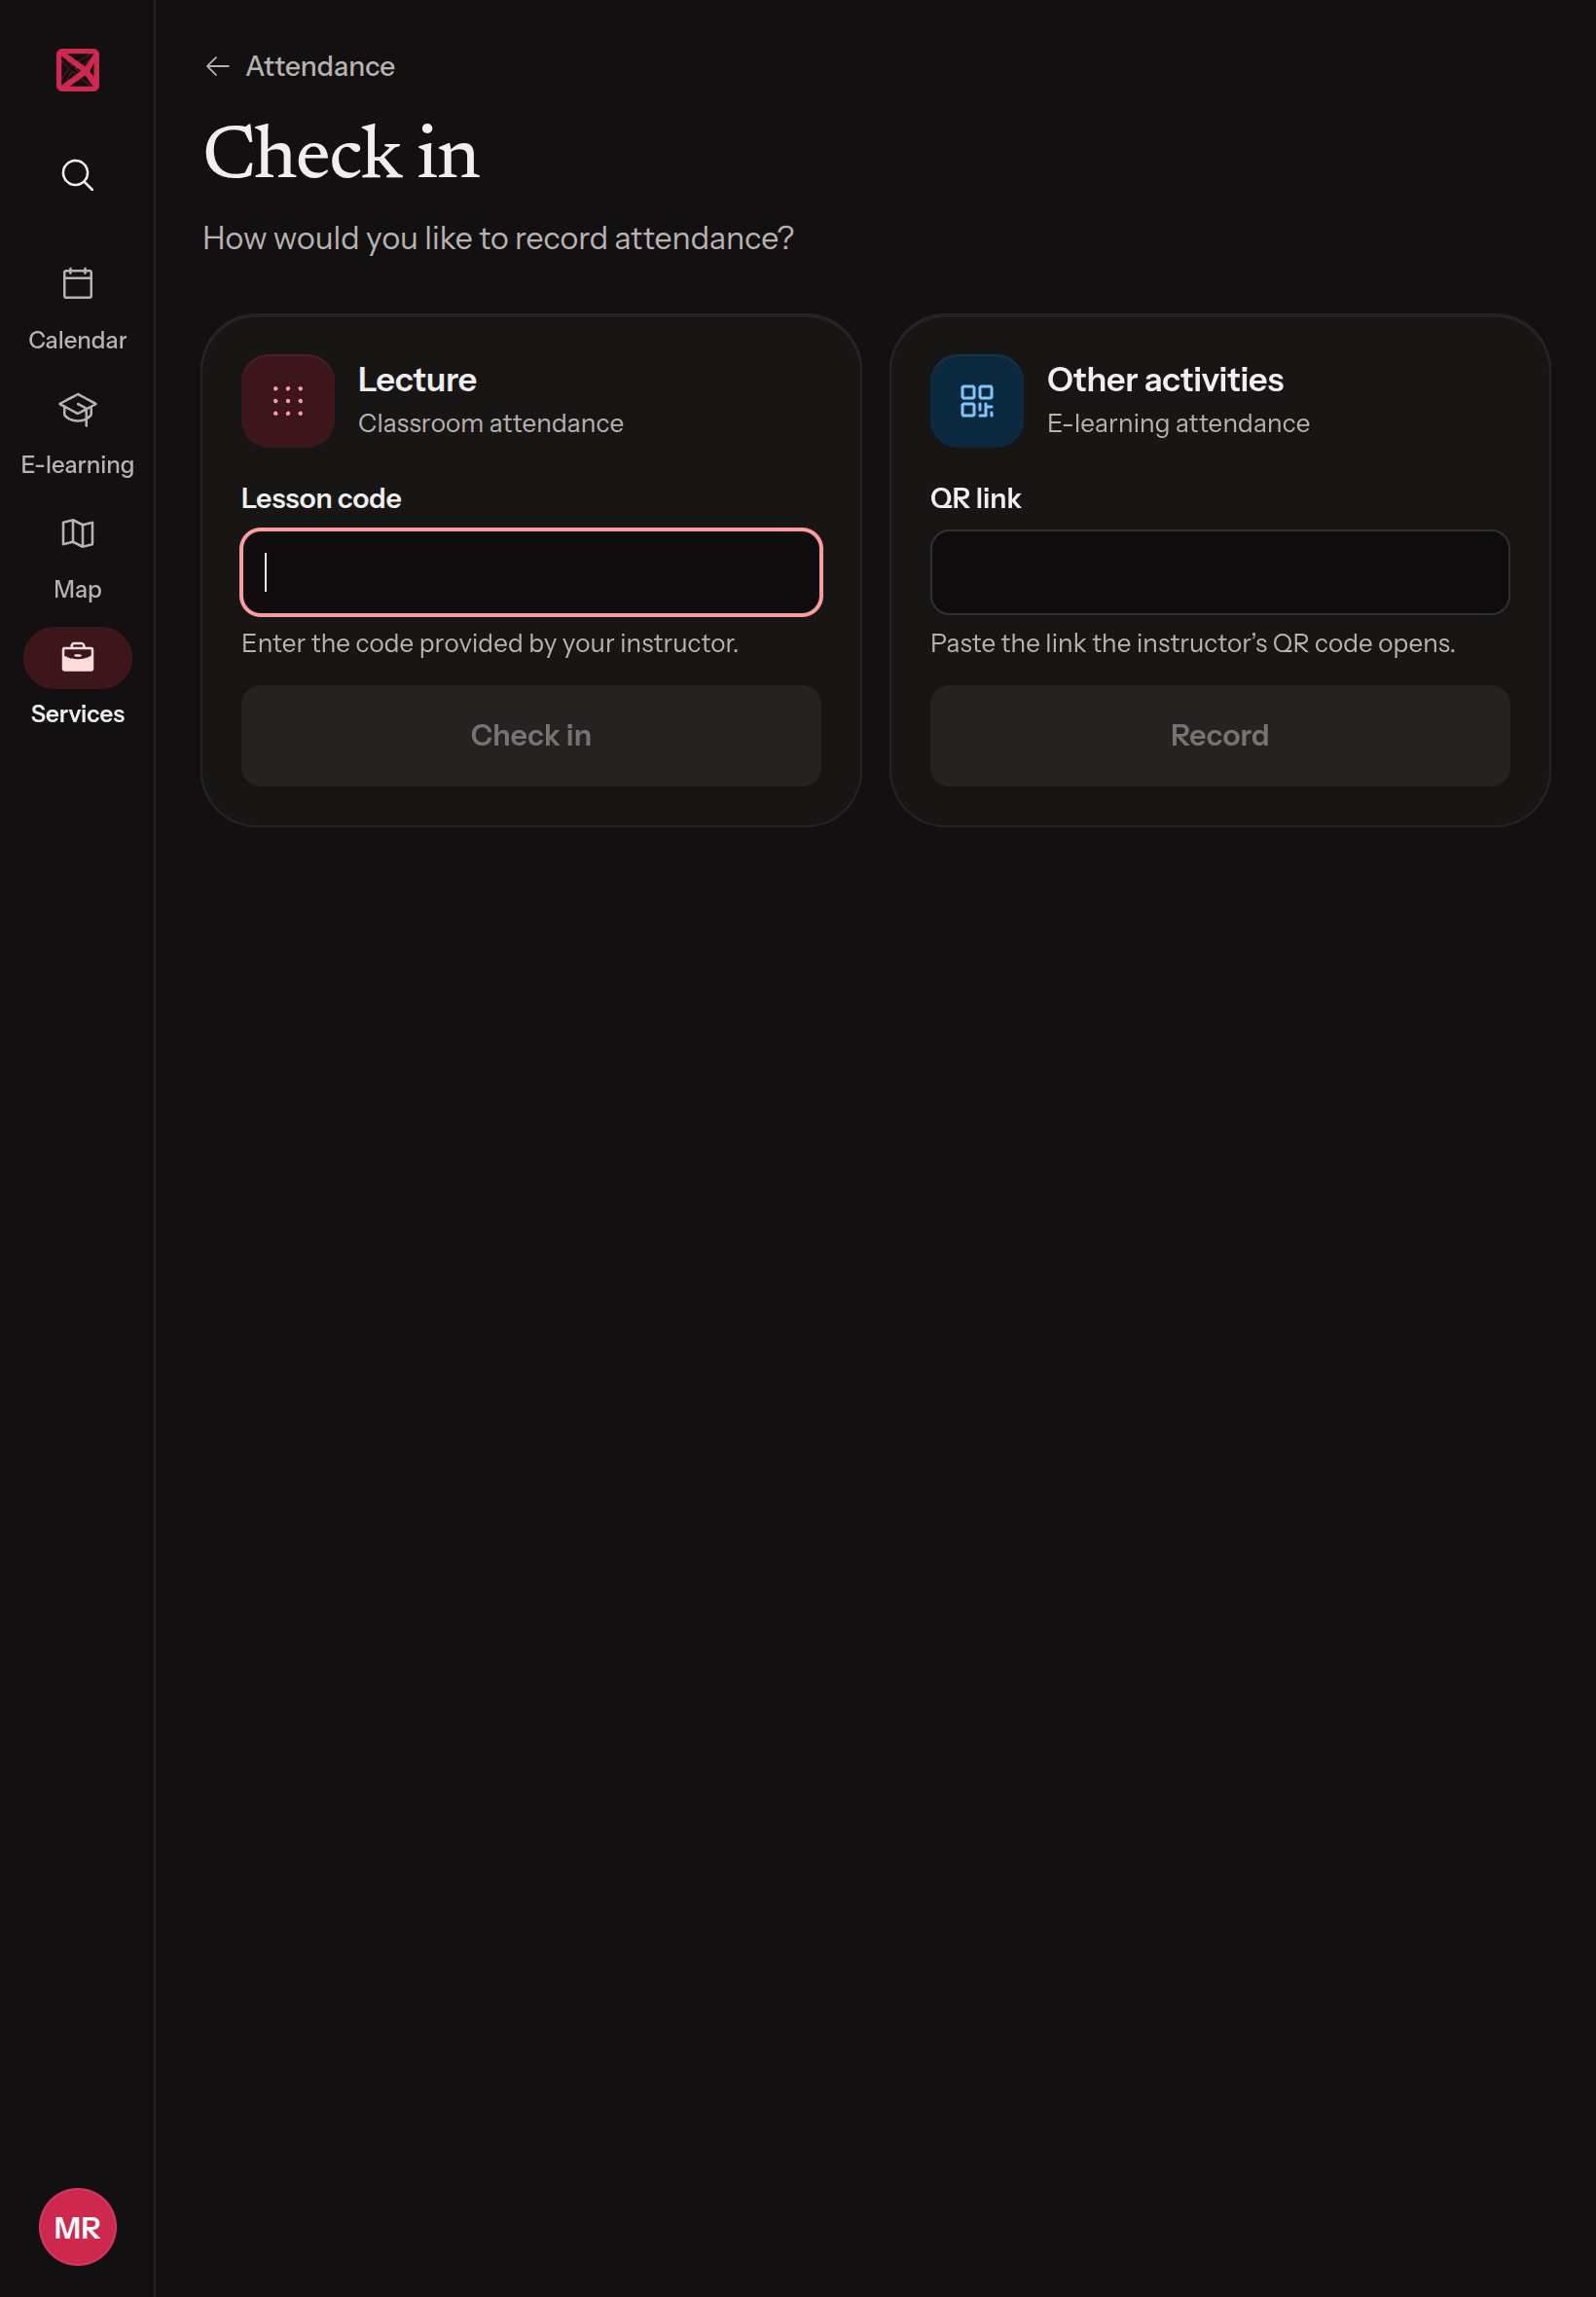 Attendance
Check in
How would you like to record attendance?
Calendar
E-learning
Map
Services
Lecture
Classroom attendance
Lesson code
Enter the code provided by your instructor.
Check in
Other activities
E-learning attendance
QR link
Paste the link the instructor’s QR code opens.
Record
MR